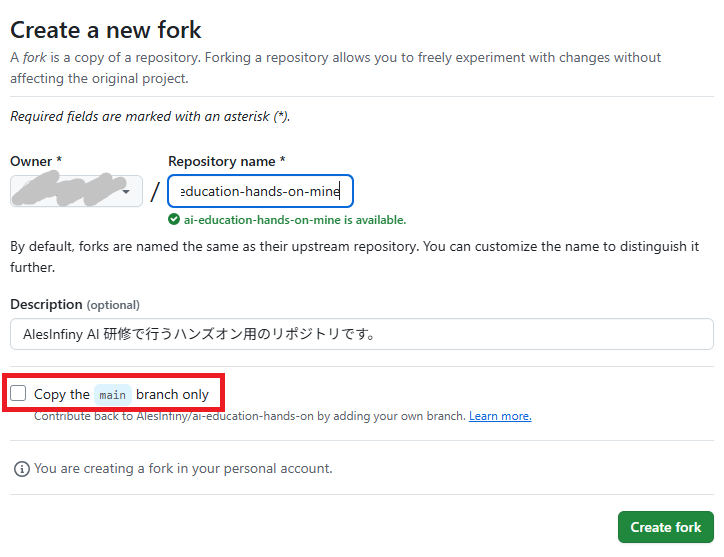 Create a new fork
A fork is a copy of a repository. Forking a repository allows you to freely experiment with changes without
affecting the original project.
Required fields are marked with an asterisk (*).
Owner * Repository name *
/ education-hands-on-mine
ai-education-hands-on-mine is available.
By default, forks are named the same as their upstream repository. You can customize the name to distinguish it
further.
Description (optional)
AlesInfiny AI 研修で行うハンズオン用のリポジトリです。
Copy the main branch only
Contribute back to AlesInfiny/ai-education-hands-on by adding your own branch. Learn more.
You are creating a fork in your personal account.
Create fork